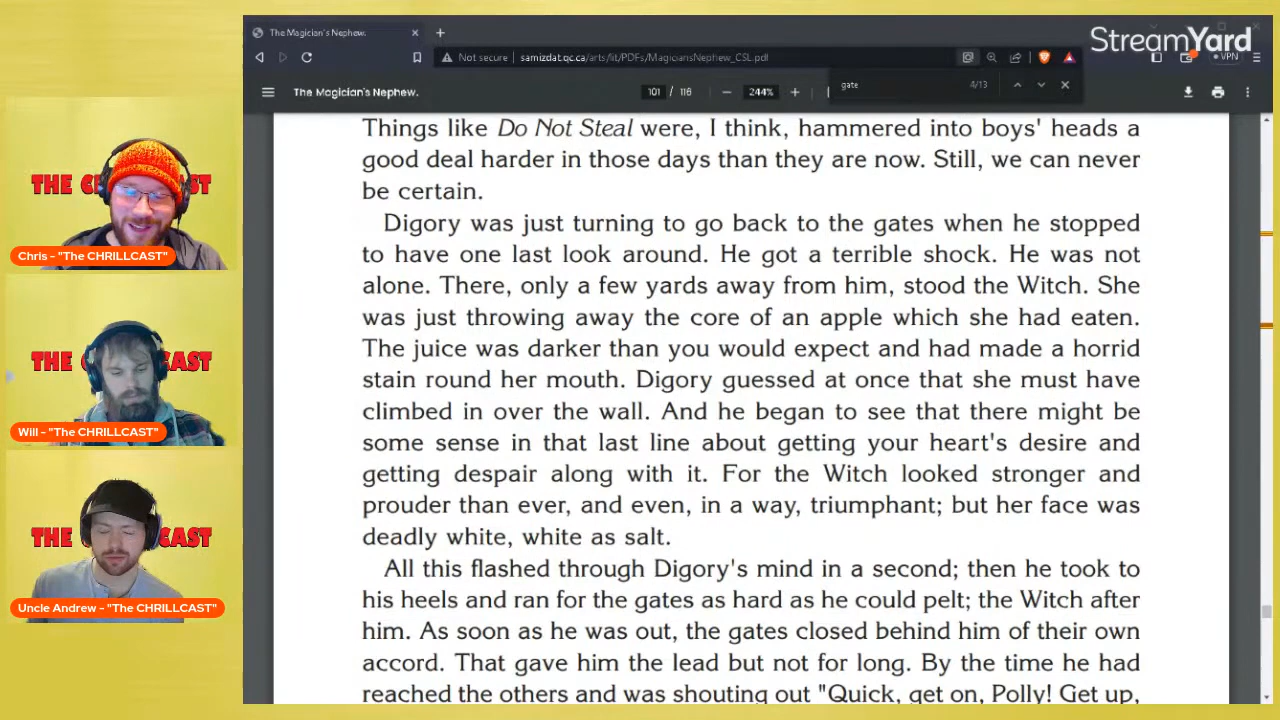 StreamYard
The Magician's Nephew.
Not secure samizdat.qc.ca/arts/lit/PDFs/MagiciansNephew_CSL.pdf
VPN
The Magician's Nephew.
101 / 116
244%
gate 4/13
Things like Do Not Steal were, I think, hammered into boys' heads a
good deal harder in those days than they are now. Still, we can never
be certain.
Digory was just turning to go back to the gates when he stopped
to have one last look around. He got a terrible shock. He was not
alone. There, only a few yards away from him, stood the Witch. She
was just throwing away the core of an apple which she had eaten.
The juice was darker than you would expect and had made a horrid
stain round her mouth. Digory guessed at once that she must have
climbed in over the wall. And he began to see that there might be
some sense in that last line about getting your heart's desire and
getting despair along with it. For the Witch looked stronger and
prouder than ever, and even, in a way, triumphant; but her face was
deadly white, white as salt.
All this flashed through Digory's mind in a second; then he took to
his heels and ran for the gates as hard as he could pelt; the Witch after
him. As soon as he was out, the gates closed behind him of their own
accord. That gave him the lead but not for long. By the time he had
reached the others and was shouting out "Quick, get on, Polly! Get up,
THE C ST
Chris - "The CHRILLCAST"
THE CAST
Will - "The CHRILLCAST"
THE CAST
Uncle Andrew - "The CHRILLCAST"